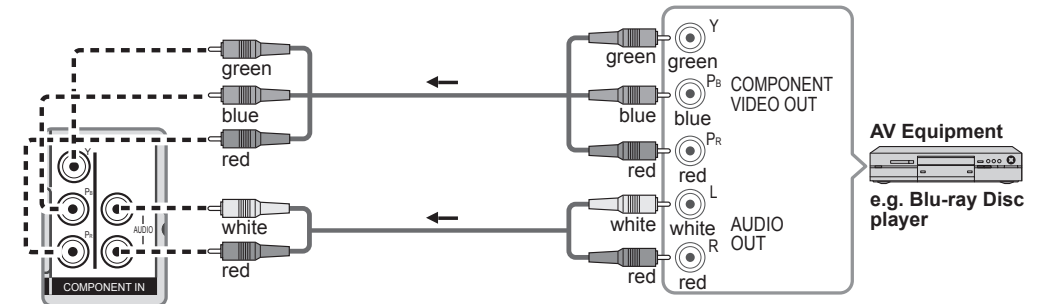 green
blue
red
white
red
Y
PB
PR
AUDIO
COMPONENT IN
green
blue
red
white
red
Y
green
PB
blue
PR
red
COMPONENT
VIDEO OUT
L
white
R
red
AUDIO
OUT
AV Equipment
e.g. Blu-ray Disc
player